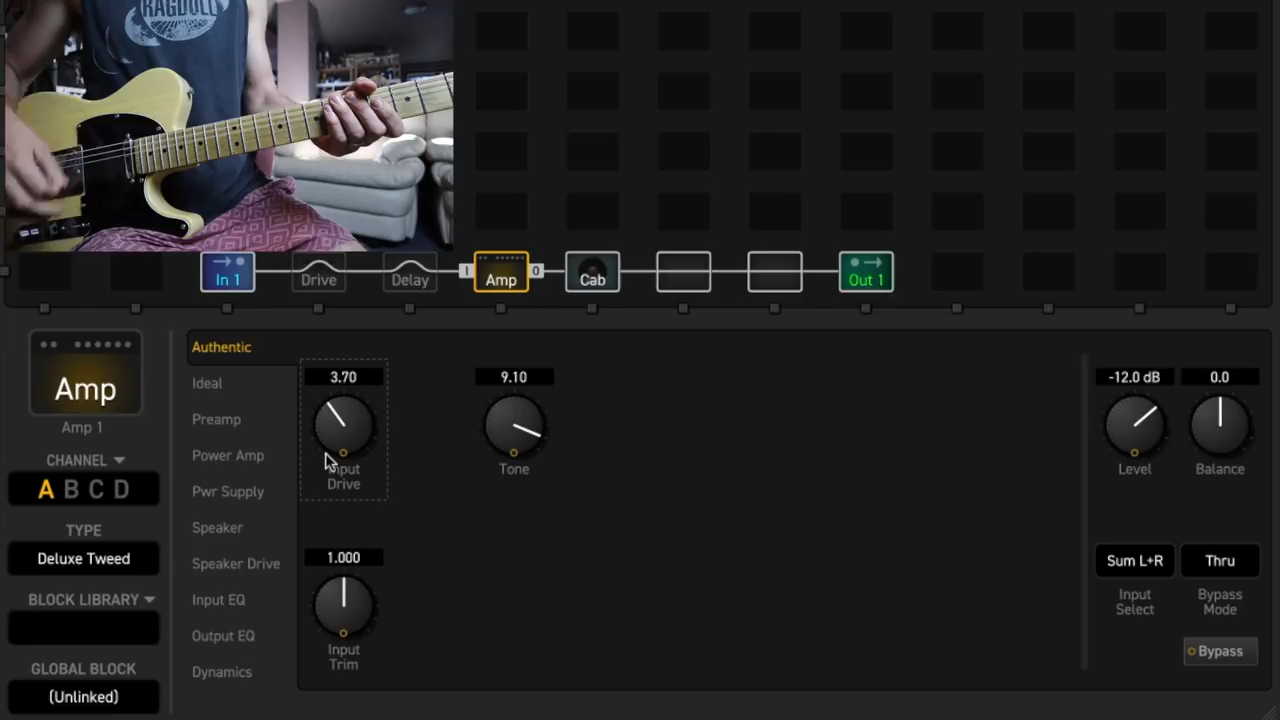 RAGDOLL
In 1
Drive
Delay
I
Amp
O
Cab
Out 1
Amp
Amp 1
CHANNEL
A B C D
TYPE
Deluxe Tweed
BLOCK LIBRARY
GLOBAL BLOCK
(Unlinked)
Authentic
Ideal
Preamp
Power Amp
Pwr Supply
Speaker
Speaker Drive
Input EQ
Output EQ
Dynamics
3.70
Input
Drive
9.10
Tone
1.000
Input
Trim
-12.0 dB
Level
0.0
Balance
Sum L+R
Input
Select
Thru
Bypass
Mode
Bypass